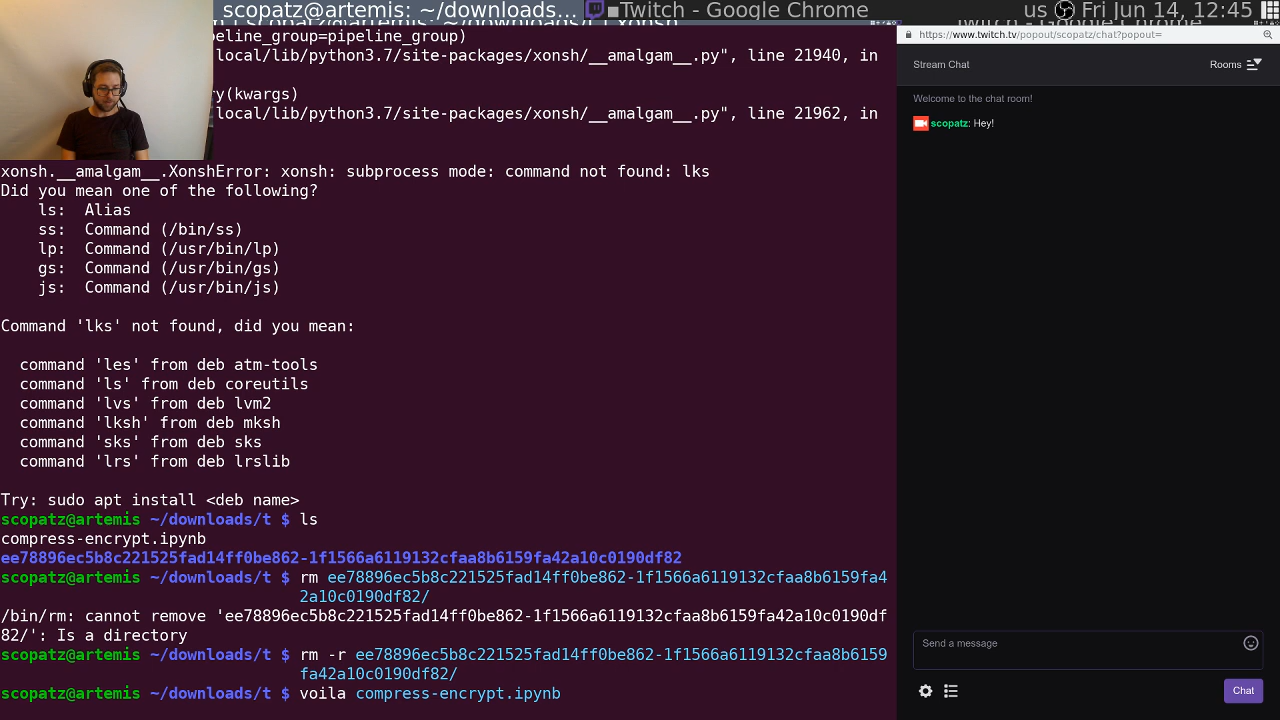 scopatz@artemis: ~/downloads...
Twitch - Google Chrome
us
Fri Jun 14, 12:45
peline_group=pipeline_group)
local/lib/python3.7/site-packages/xonsh/__amalgam__.py", line 21940, in
ry(kwargs)
local/lib/python3.7/site-packages/xonsh/__amalgam__.py", line 21962, in
xonsh.__amalgam__.XonshError: xonsh: subprocess mode: command not found: lks
Did you mean one of the following?
ls:  Alias
ss:  Command (/bin/ss)
lp:  Command (/usr/bin/lp)
gs:  Command (/usr/bin/gs)
js:  Command (/usr/bin/js)
Command 'lks' not found, did you mean:
command 'les' from deb atm-tools
command 'ls' from deb coreutils
command 'lvs' from deb lvm2
command 'lksh' from deb mksh
command 'sks' from deb sks
command 'lrs' from deb lrslib
Try: sudo apt install <deb name>
scopatz@artemis ~/downloads/t $ ls
compress-encrypt.ipynb
ee78896ec5b8c221525fad14ff0be862-1f1566a6119132cfaa8b6159fa42a10c0190df82
scopatz@artemis ~/downloads/t $ rm ee78896ec5b8c221525fad14ff0be862-1f1566a6119132cfaa8b6159fa4
2a10c0190df82/
/bin/rm: cannot remove 'ee78896ec5b8c221525fad14ff0be862-1f1566a6119132cfaa8b6159fa42a10c0190df
82/': Is a directory
scopatz@artemis ~/downloads/t $ rm -r ee78896ec5b8c221525fad14ff0be862-1f1566a6119132cfaa8b6159
fa42a10c0190df82/
scopatz@artemis ~/downloads/t $ voila compress-encrypt.ipynb
https://www.twitch.tv/popout/scopatz/chat?popout=
Stream Chat
Rooms
Welcome to the chat room!
scopatz: Hey!
Send a message
Chat